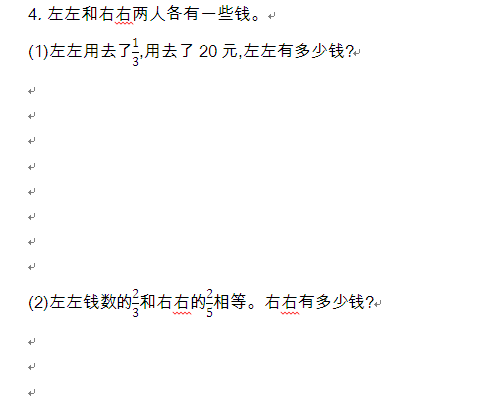 4. 左左和右右两人各有一些钱。
(1)左左用去了1/3,用去了 20 元,左左有多少钱?
(2)左左钱数的2/3和右右的2/5相等。右右有多少钱?